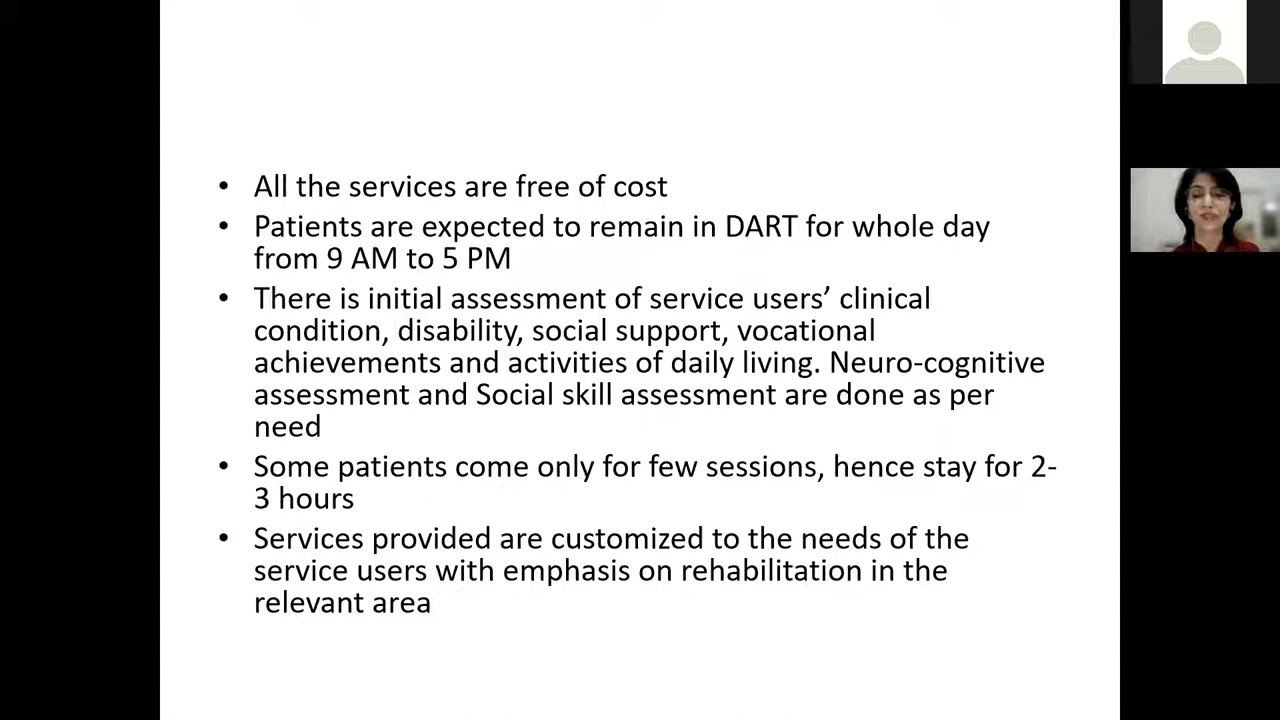 • All the services are free of cost
• Patients are expected to remain in DART for whole day
from 9 AM to 5 PM
• There is initial assessment of service users’ clinical
condition, disability, social support, vocational
achievements and activities of daily living. Neuro-cognitive
assessment and Social skill assessment are done as per
need
• Some patients come only for few sessions, hence stay for 2-
3 hours
• Services provided are customized to the needs of the
service users with emphasis on rehabilitation in the
relevant area